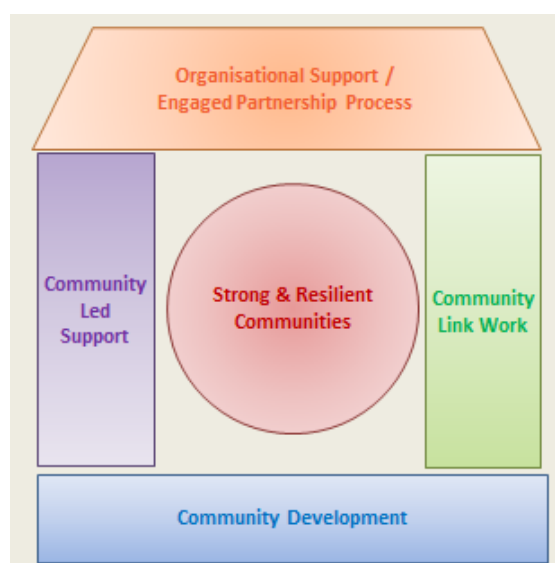 Organisational Support /
Engaged Partnership Process
Community
Led
Support
Strong & Resilient
Communities
Community
Link Work
Community Development